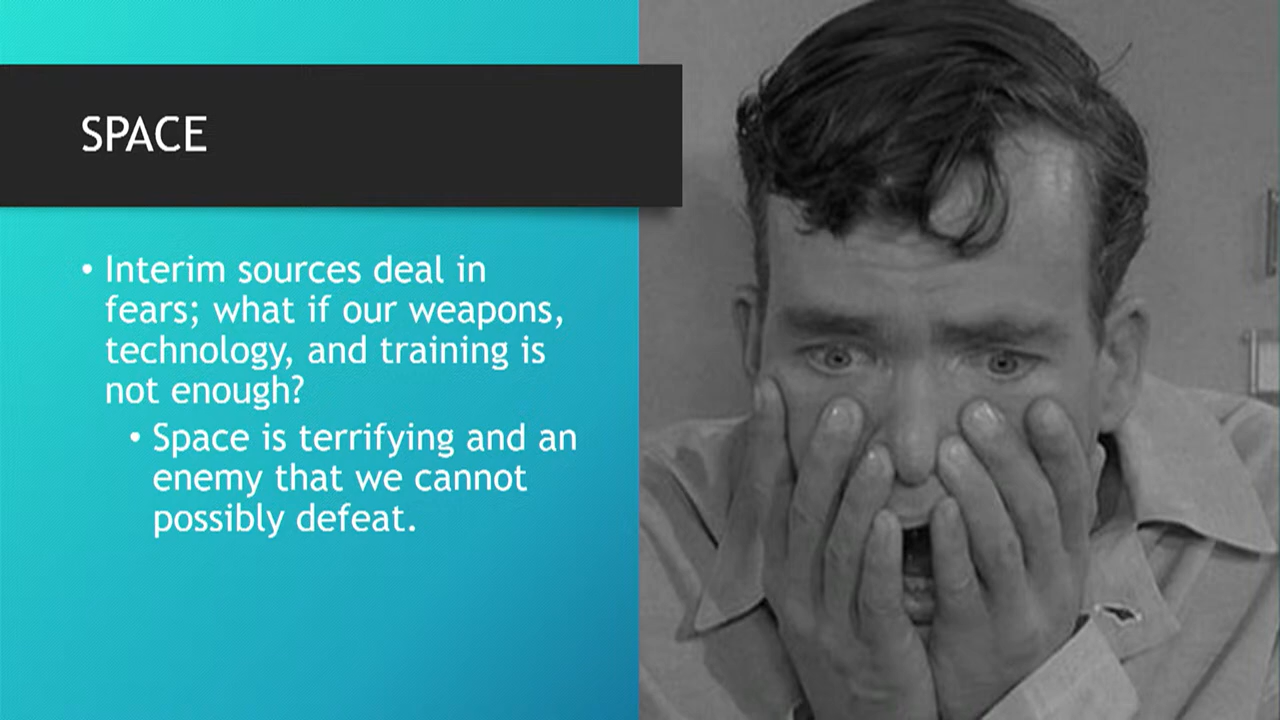 SPACE
• Interim sources deal in
fears; what if our weapons,
technology, and training is
not enough?
• Space is terrifying and an
enemy that we cannot
possibly defeat.